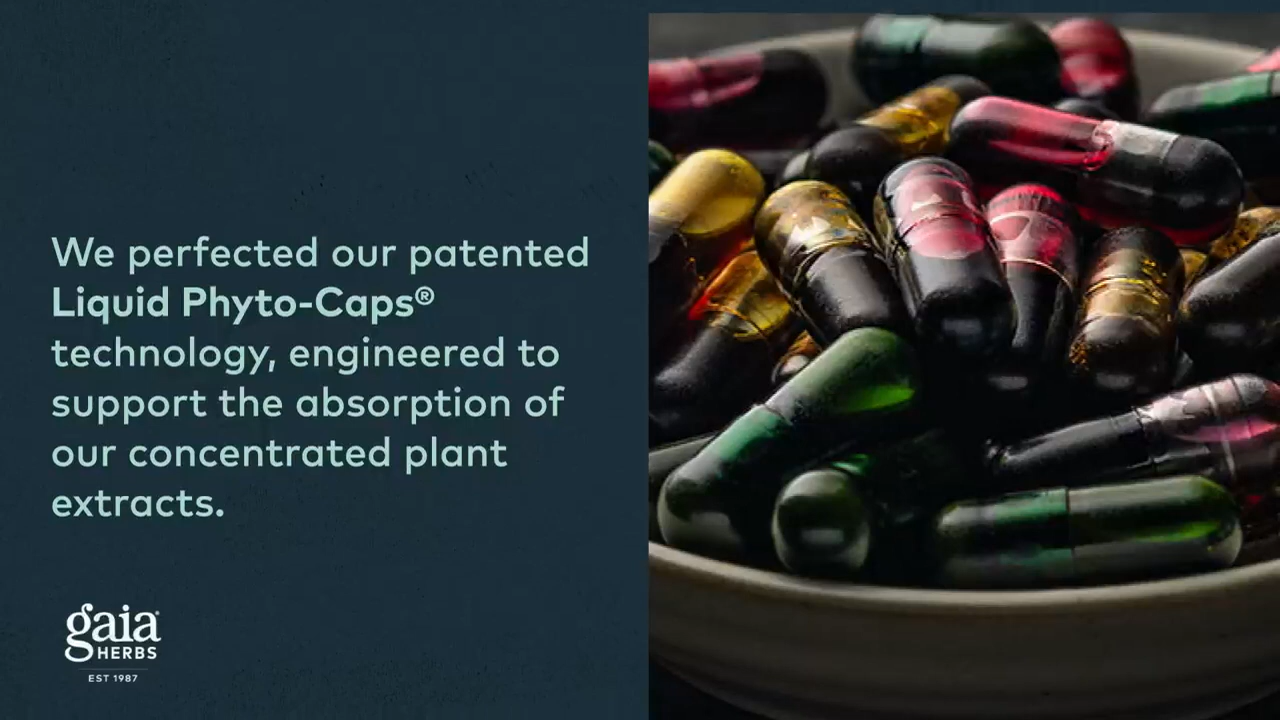 We perfected our patented
Liquid Phyto-Caps®
technology, engineered to
support the absorption of
our concentrated plant
extracts.
gaia®
HERBS
EST 1987